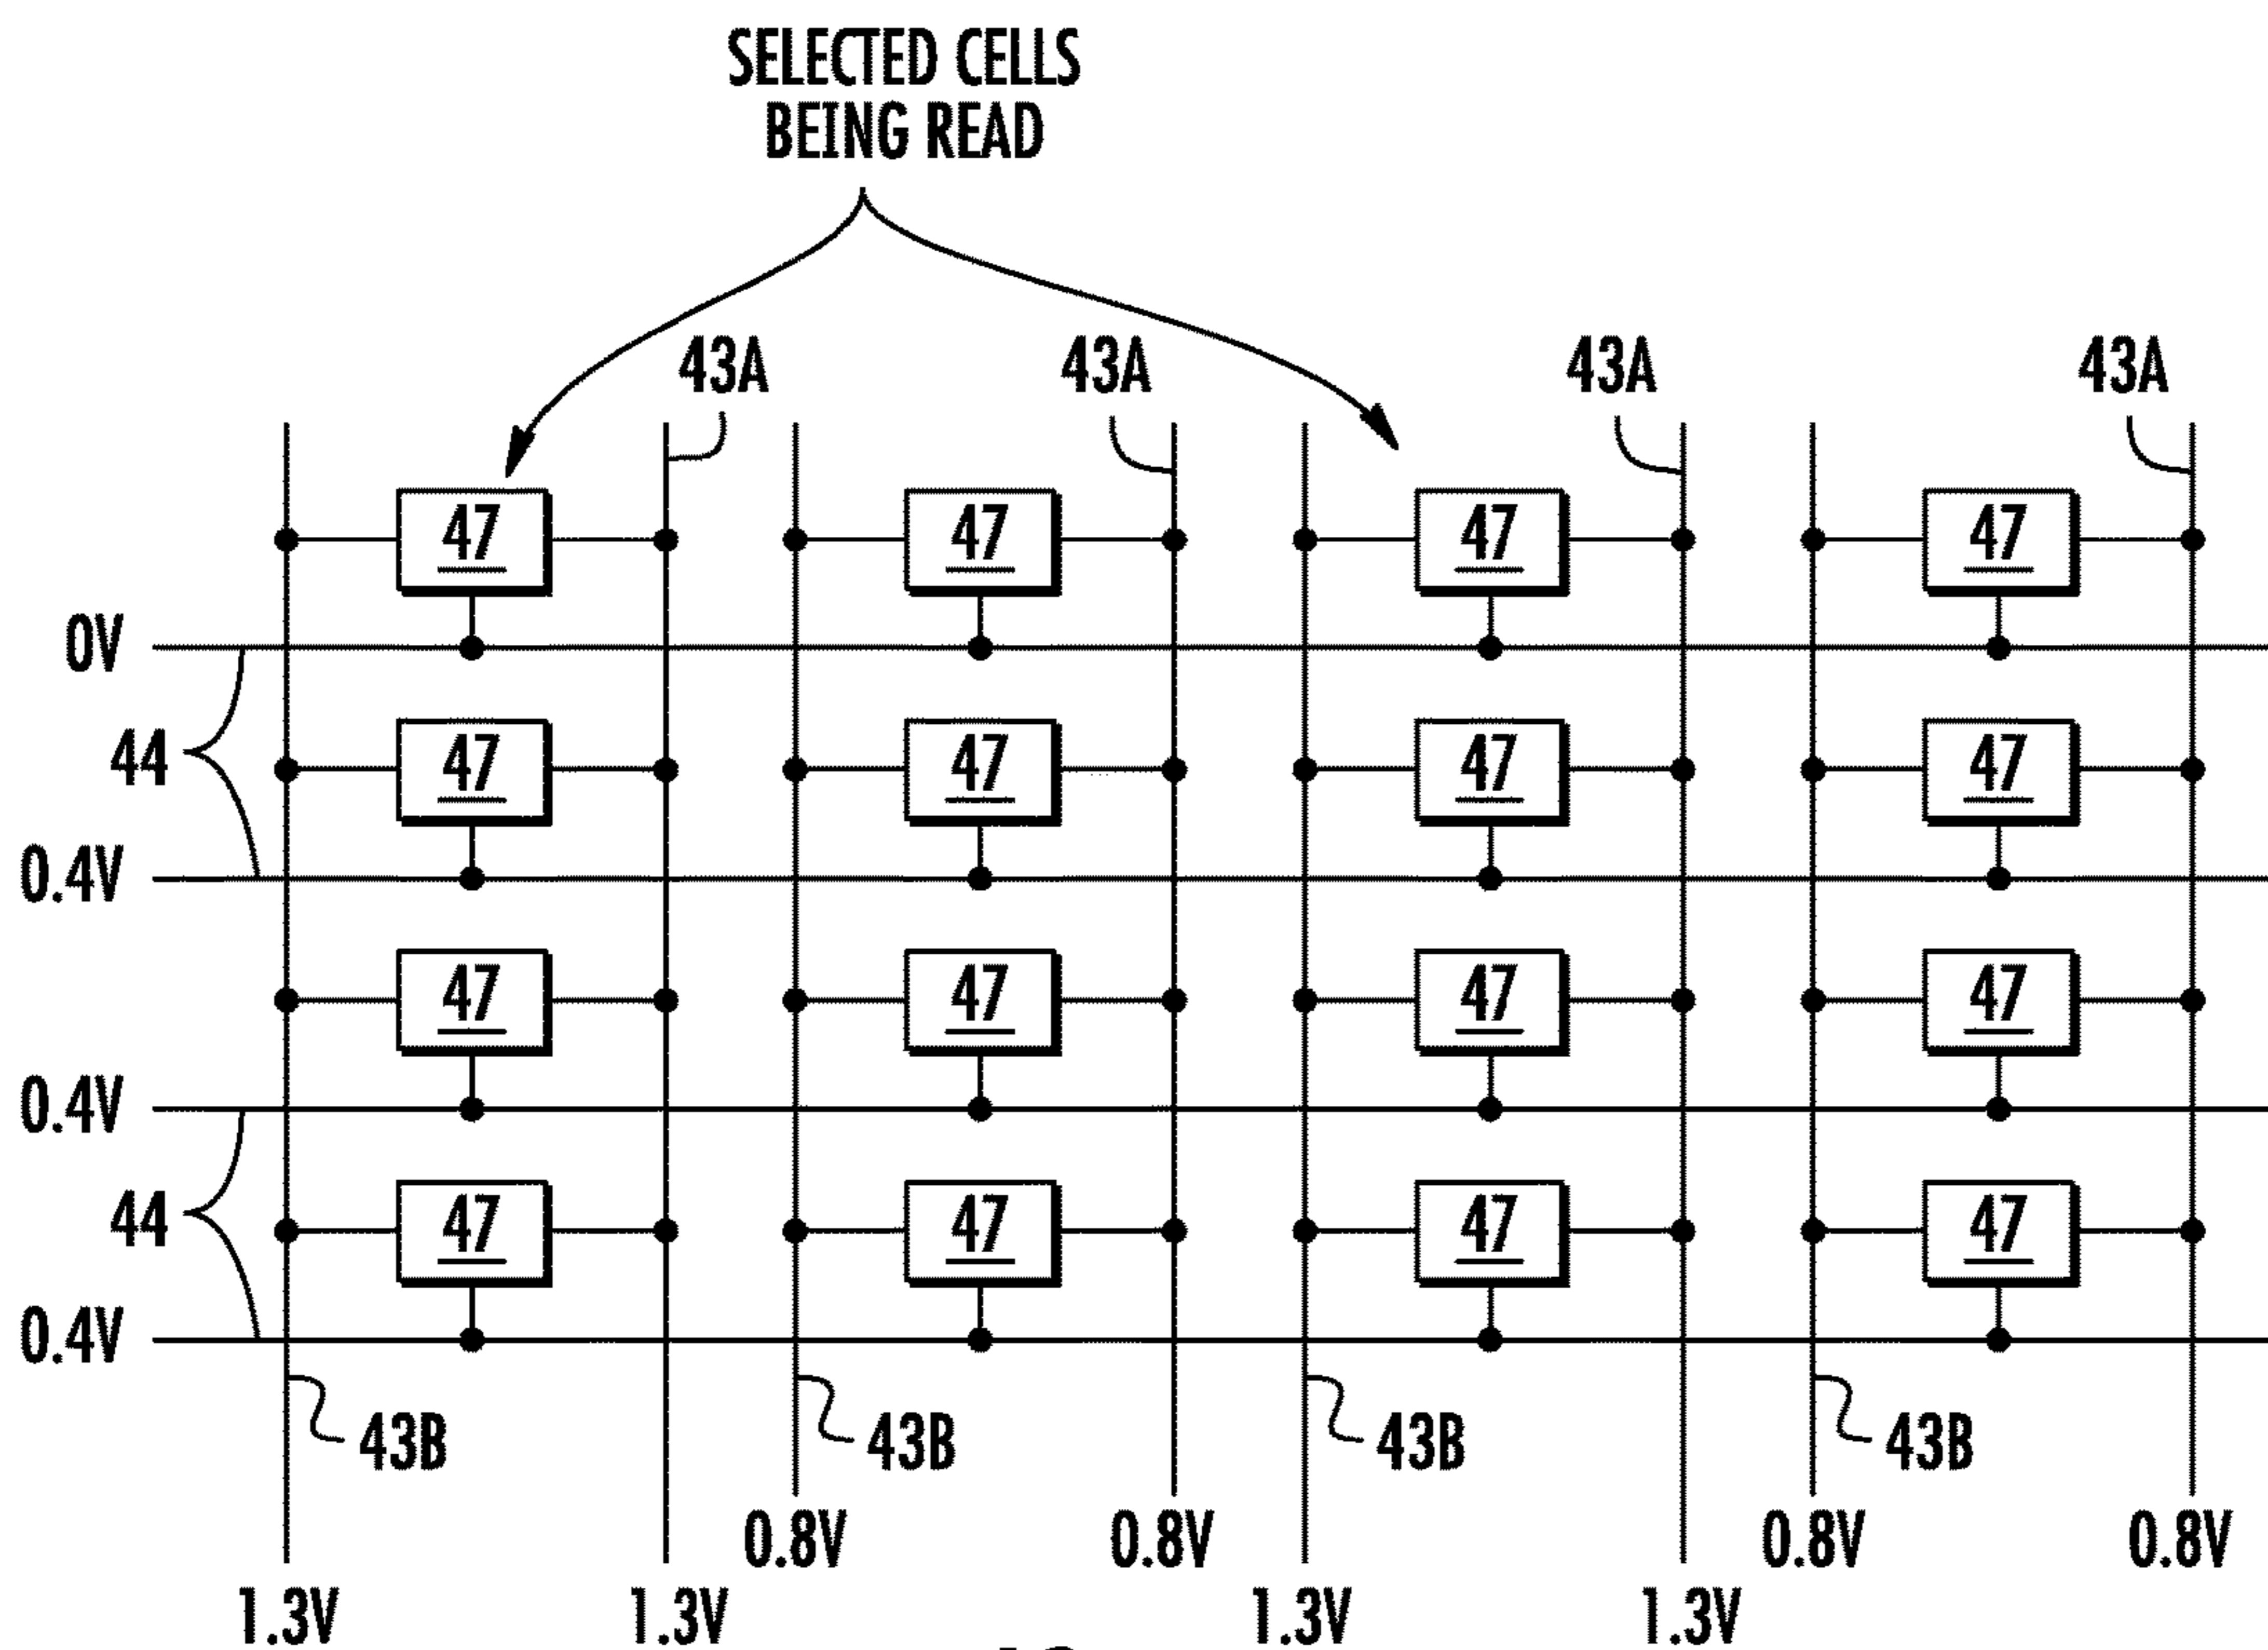 SELECTED CELLS
BEING READ
43A 43A 43A 43A
47 47 47 47
0V
44
47 47 47 47
0.4V
47 47 47 47
0.4V
44
47 47 47 47
0.4V
43B 43B 43B 43B
0.8V 0.8V 0.8V 0.8V
1.3V 1.3V 1.3V 1.3V